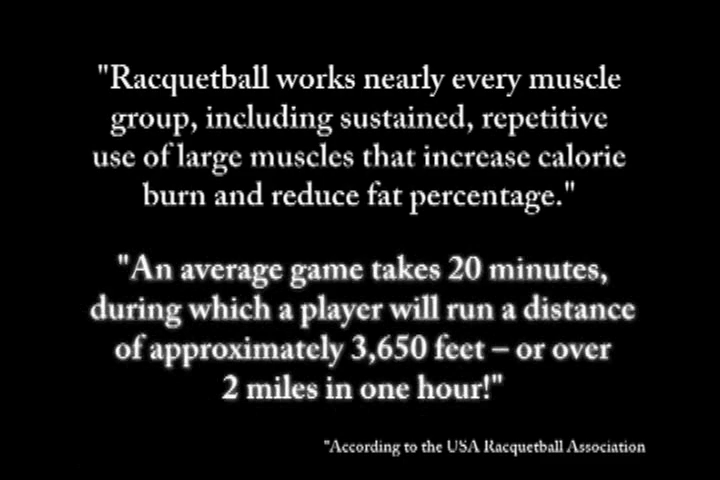 "Racquetball works nearly every muscle
group, including sustained, repetitive
use of large muscles that increase calorie
burn and reduce fat percentage."
"An average game takes 20 minutes,
during which a player will run a distance
of approximately 3,650 feet – or over
2 miles in one hour!"
"According to the USA Racquetball Association